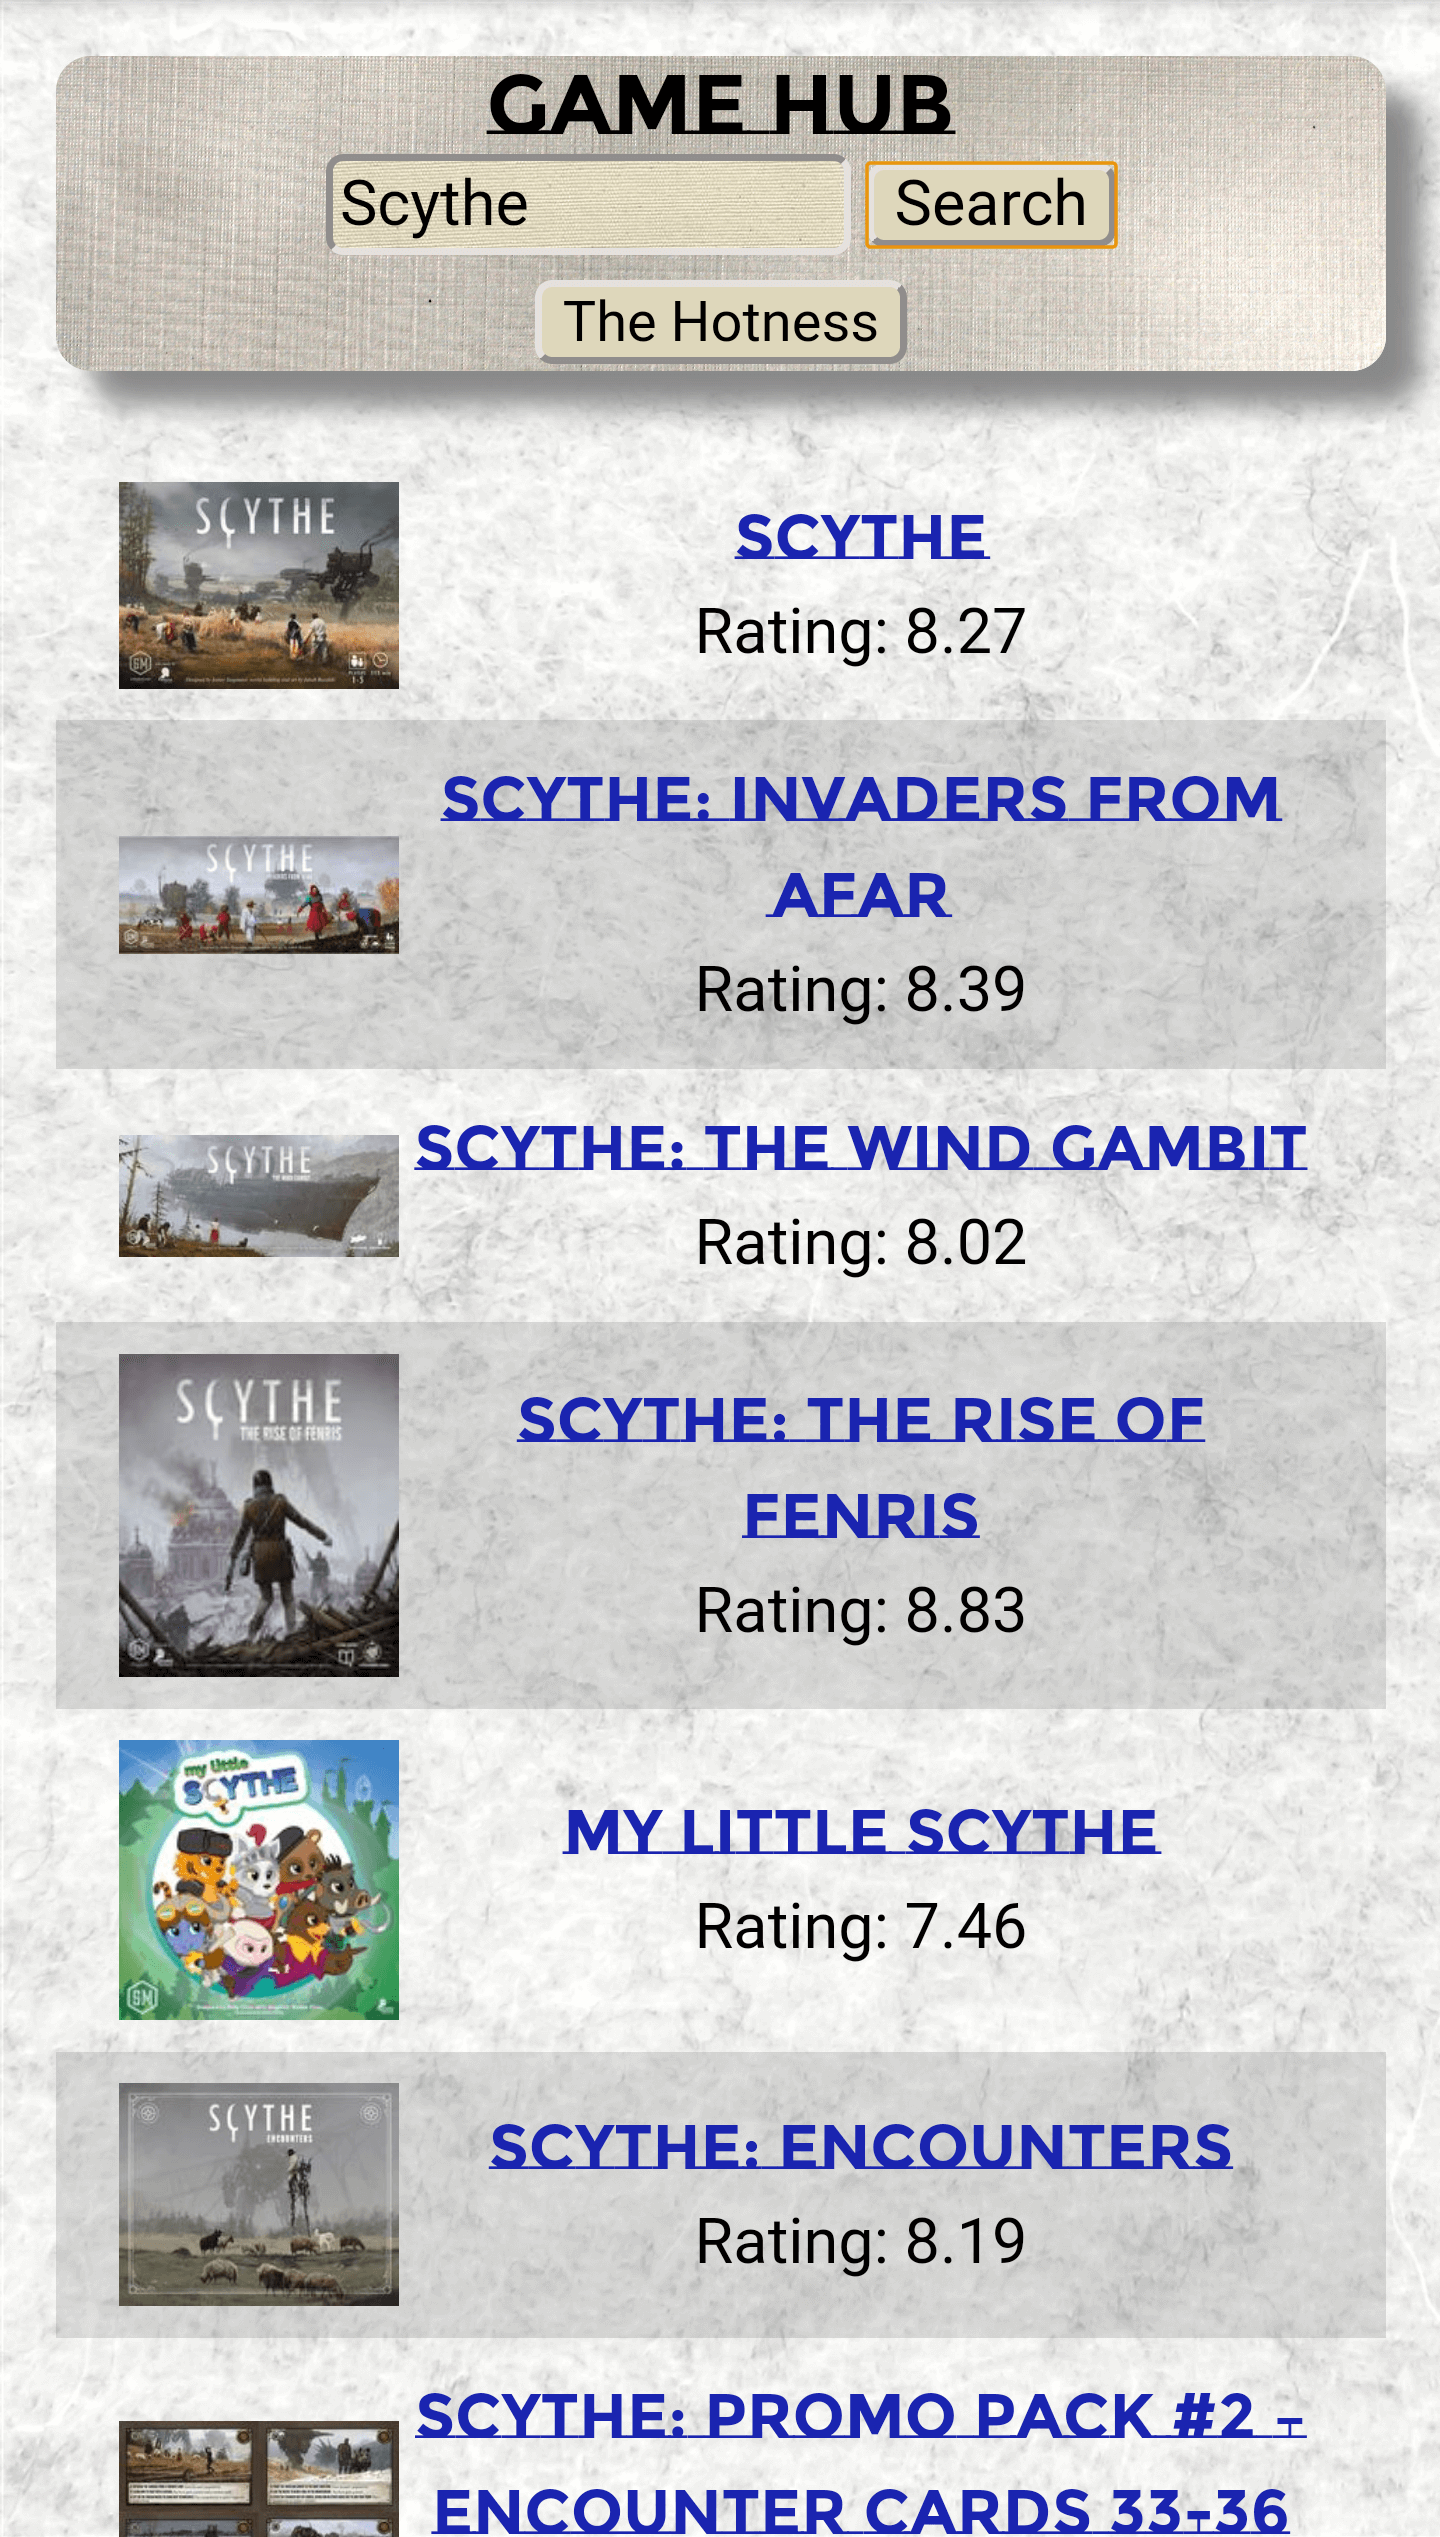 GAME HUB
Scythe
Search
The Hotness
SCYTHE
SCYTHE
Rating: 8.27
SCYTHE
SCYTHE: INVADERS FROM
AFAR
Rating: 8.39
SCYTHE
THE WIND GAMBIT
SCYTHE: THE WIND GAMBIT
Rating: 8.02
SCYTHE
THE RISE OF FENRIS
SCYTHE: THE RISE OF
FENRIS
Rating: 8.83
my little
SCYTHE
MY LITTLE SCYTHE
Rating: 7.46
SCYTHE
ENCOUNTERS
SCYTHE: ENCOUNTERS
Rating: 8.19
SCYTHE: PROMO PACK #2 -
ENCOUNTER CARDS 33-36